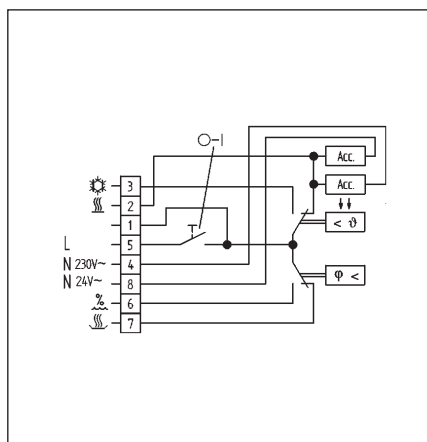 O-I
Acc.
3
Acc.
2
1
< ϑ
L 5
N 230V~ 4
N 24V~ 8
φ <
% 6
7